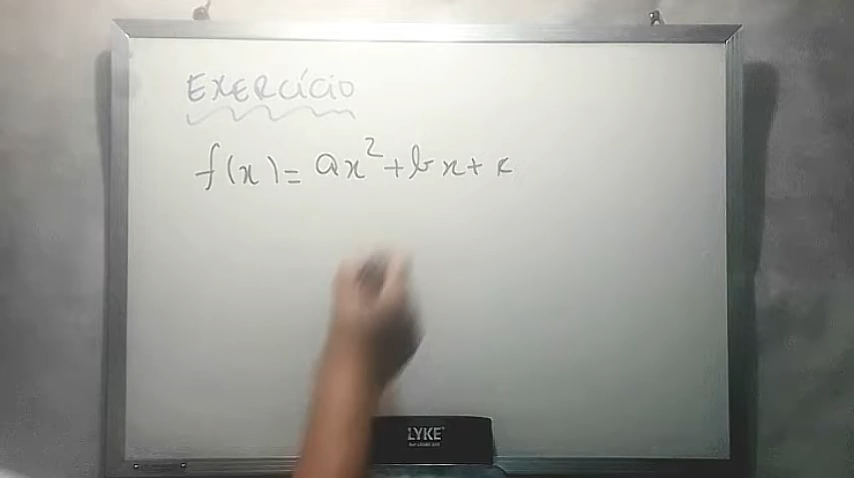 EXERCÍCIO
f(x) = ax² + bx + c
LYKE